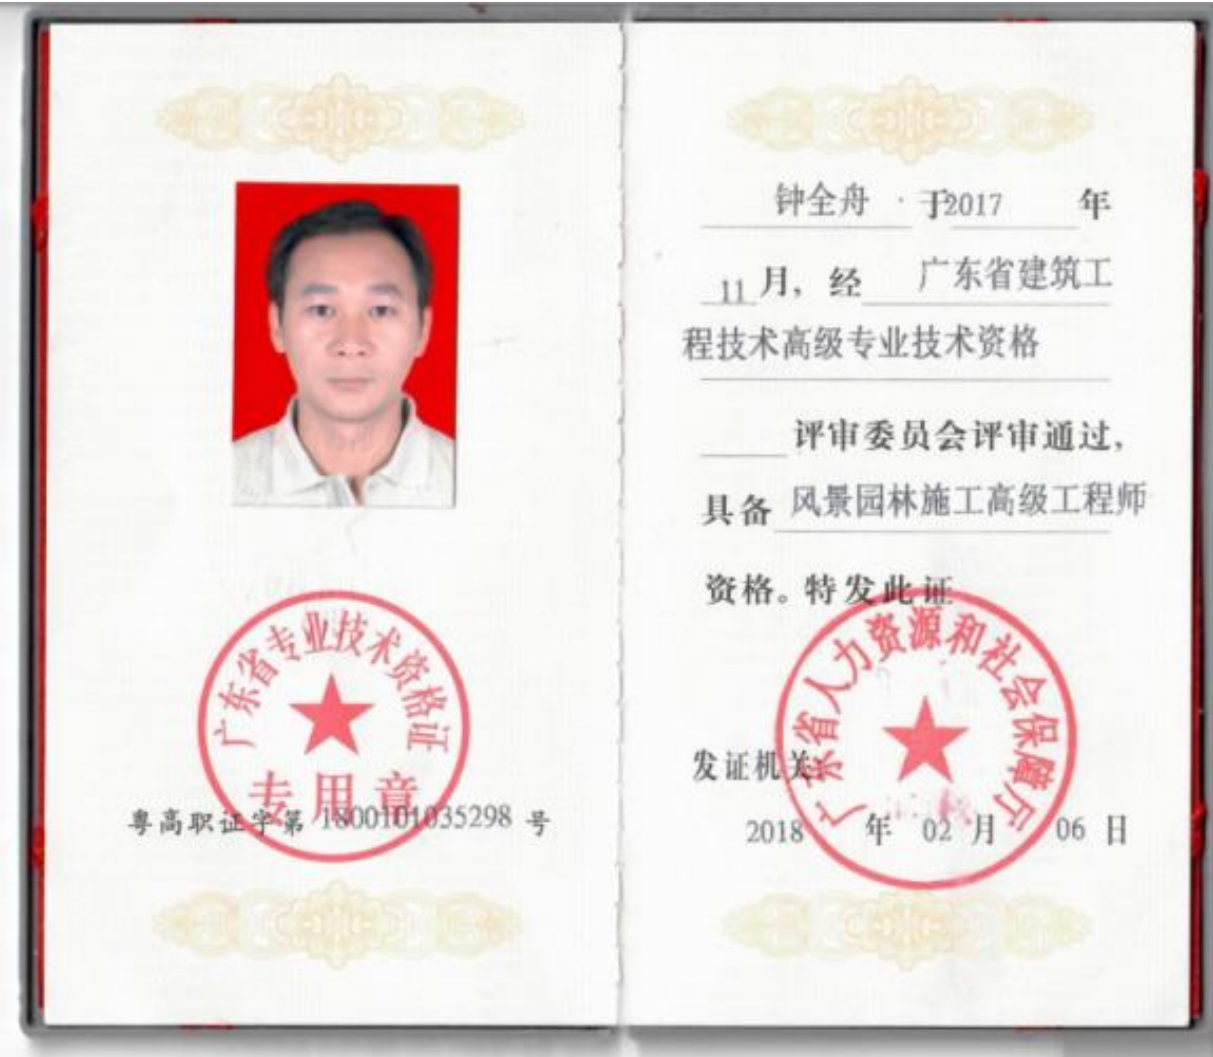 广东省专业技术资格证
专用章
粤高职证字第 1800101035298 号
钟全舟 于2017 年
11月，经 广东省建筑工
程技术高级专业技术资格
评审委员会评审通过，
具备 风景园林施工高级工程师
资格。特发此证
广东省人力资源和社会保障厅
发证机关
2018 年 02 月 06 日